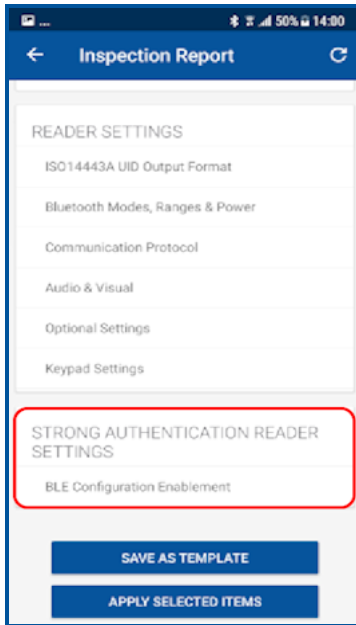 ... 50% 14:00
Inspection Report
READER SETTINGS
ISO14443A UID Output Format
Bluetooth Modes, Ranges & Power
Communication Protocol
Audio & Visual
Optional Settings
Keypad Settings
STRONG AUTHENTICATION READER
SETTINGS
BLE Configuration Enablement
SAVE AS TEMPLATE
APPLY SELECTED ITEMS